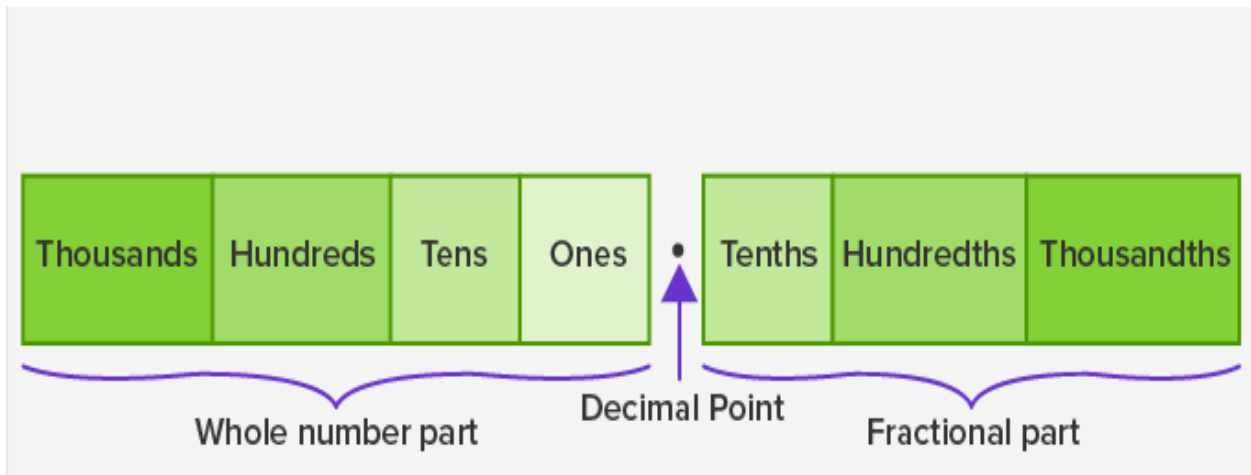 Thousands Hundreds Tens Ones . Tenths Hundredths Thousandths
Decimal Point
Whole number part Fractional part